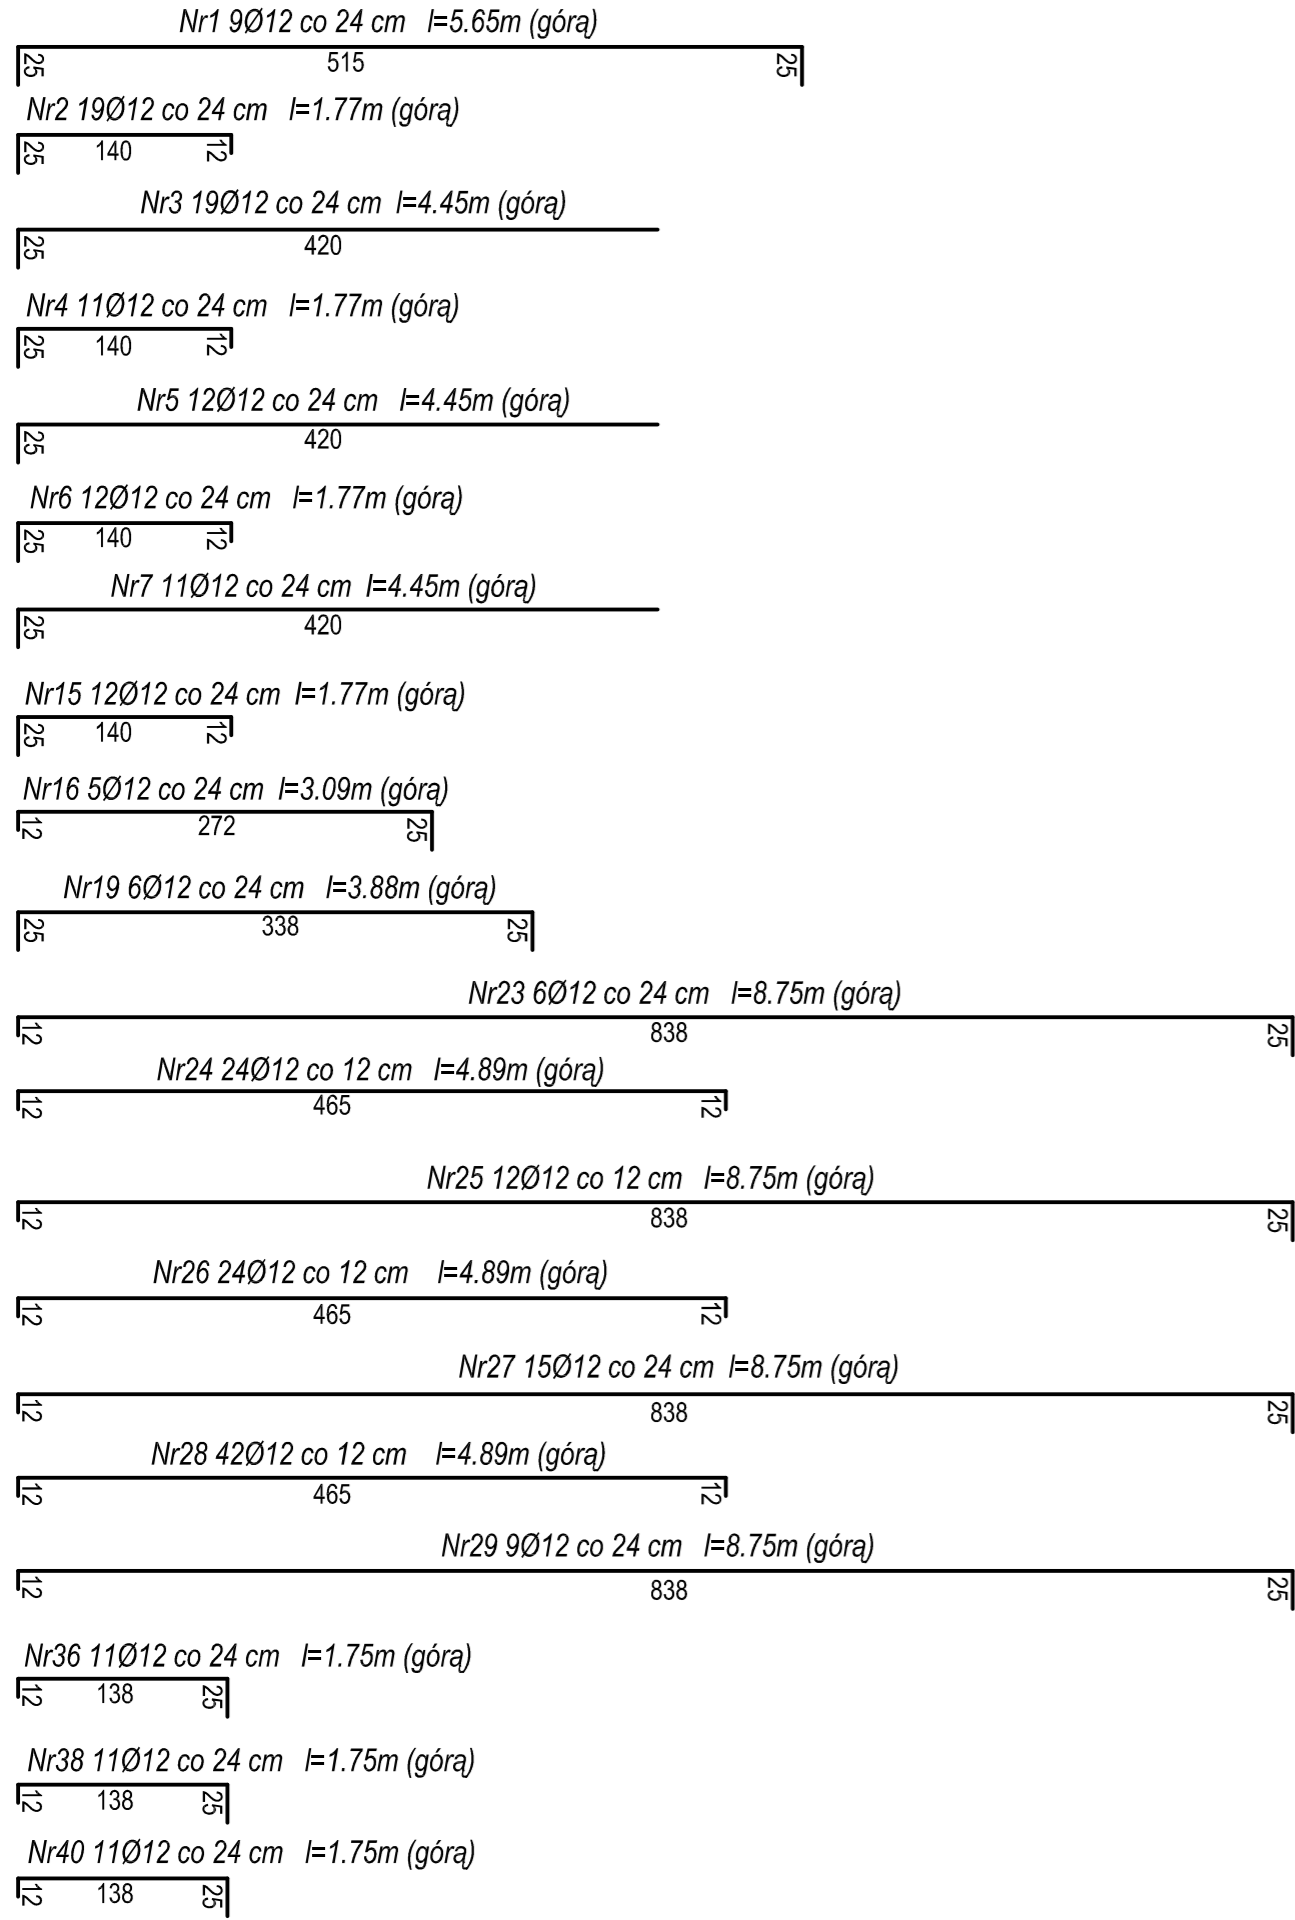 Nr1 9Ø12 co 24 cm l=5.65m (górą)
25 515 25
Nr2 19Ø12 co 24 cm l=1.77m (górą)
25 140 12
Nr3 19Ø12 co 24 cm l=4.45m (górą)
25 420
Nr4 11Ø12 co 24 cm l=1.77m (górą)
25 140 12
Nr5 12Ø12 co 24 cm l=4.45m (górą)
25 420
Nr6 12Ø12 co 24 cm l=1.77m (górą)
25 140 12
Nr7 11Ø12 co 24 cm l=4.45m (górą)
25 420
Nr15 12Ø12 co 24 cm l=1.77m (górą)
25 140 12
Nr16 5Ø12 co 24 cm l=3.09m (górą)
12 272 25
Nr19 6Ø12 co 24 cm l=3.88m (górą)
25 338 25
Nr23 6Ø12 co 24 cm l=8.75m (górą)
12 838 25
Nr24 24Ø12 co 12 cm l=4.89m (górą)
12 465 12
Nr25 12Ø12 co 12 cm l=8.75m (górą)
12 838 25
Nr26 24Ø12 co 12 cm l=4.89m (górą)
12 465 12
Nr27 15Ø12 co 24 cm l=8.75m (górą)
12 838 25
Nr28 42Ø12 co 12 cm l=4.89m (górą)
12 465 12
Nr29 9Ø12 co 24 cm l=8.75m (górą)
12 838 25
Nr36 11Ø12 co 24 cm l=1.75m (górą)
12 138 25
Nr38 11Ø12 co 24 cm l=1.75m (górą)
12 138 25
Nr40 11Ø12 co 24 cm l=1.75m (górą)
12 138 25